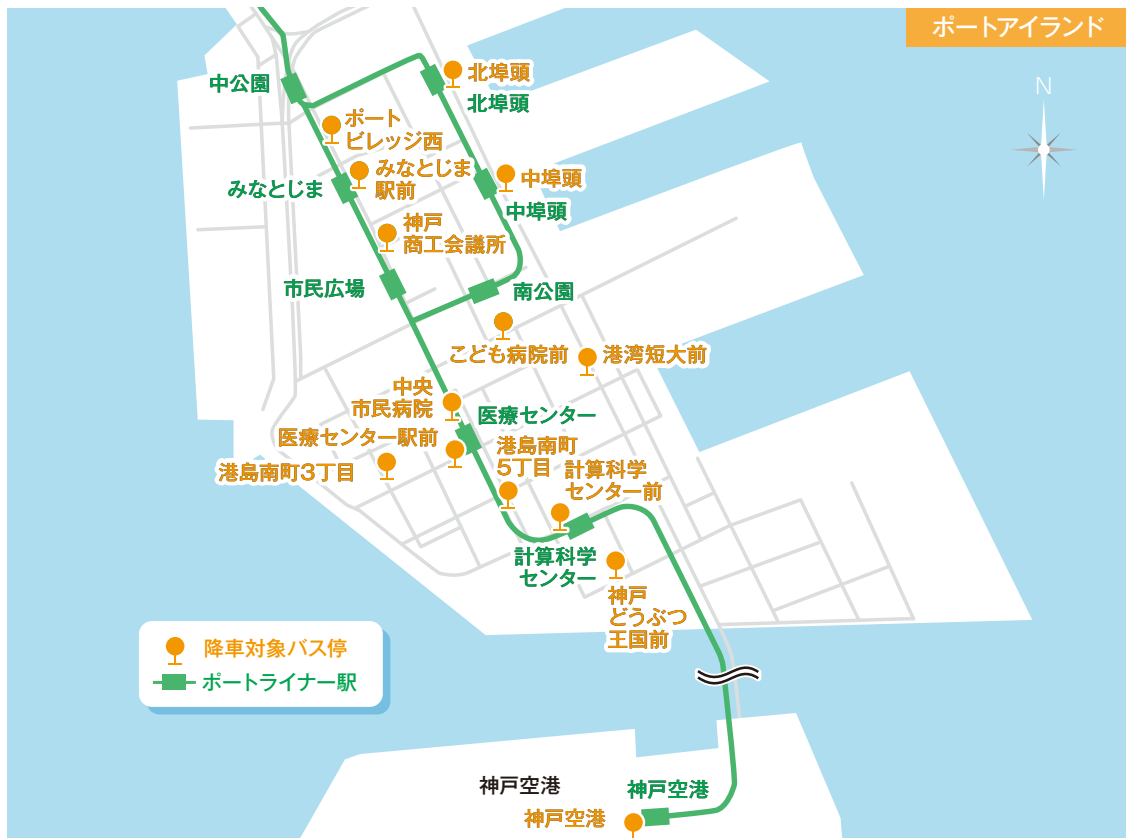 ポートアイランド
N
北埠頭
中公園
北埠頭
ポート
ビレッジ西
みなとじま
駅前
みなとじま
中埠頭
中埠頭
神戸
商工会議所
市民広場
南公園
こども病院前
港湾短大前
中央
市民病院
医療センター
医療センター駅前
港島南町
5丁目
港島南町3丁目
計算科学
センター前
計算科学
センター
神戸
どうぶつ
王国前
降車対象バス停
ポートライナー駅
神戸空港
神戸空港
神戸空港